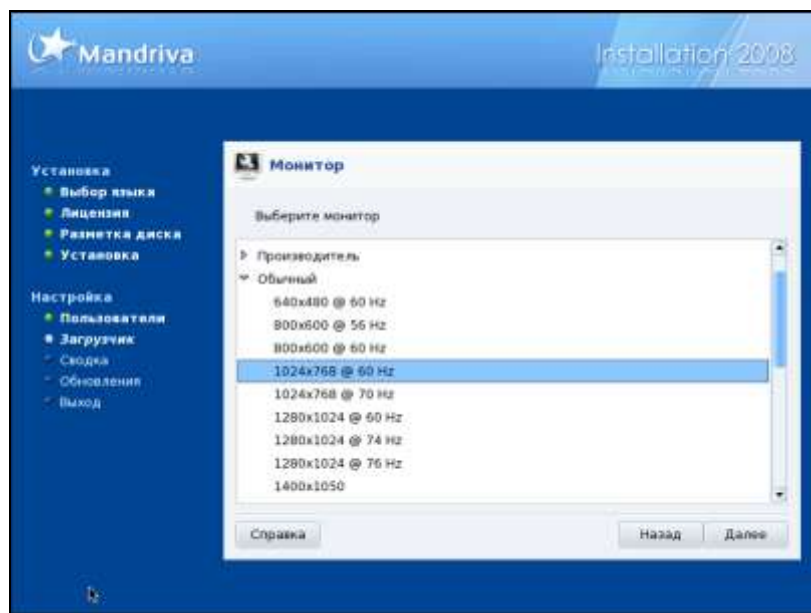 Mandriva
Installation 2008
Установка
Выбор языка
Лицензия
Разметка диска
Установка
Настройка
Пользователи
Загрузчик
Сводка
Обновления
Выход
Монитор
Выберите монитор
Производитель
Обычный
640x480 @ 60 Hz
800x600 @ 56 Hz
800x600 @ 60 Hz
1024x768 @ 60 Hz
1024x768 @ 70 Hz
1280x1024 @ 60 Hz
1280x1024 @ 74 Hz
1280x1024 @ 76 Hz
1400x1050
Справка
Назад
Далее